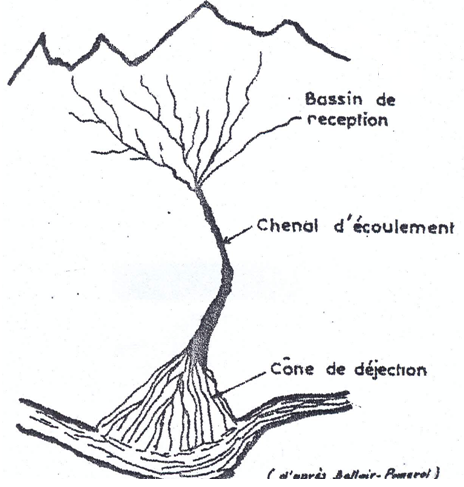 Bassin de
reception
Chenal d'écoulement
Cône de déjection
(d'après Bellair-Pomerol)